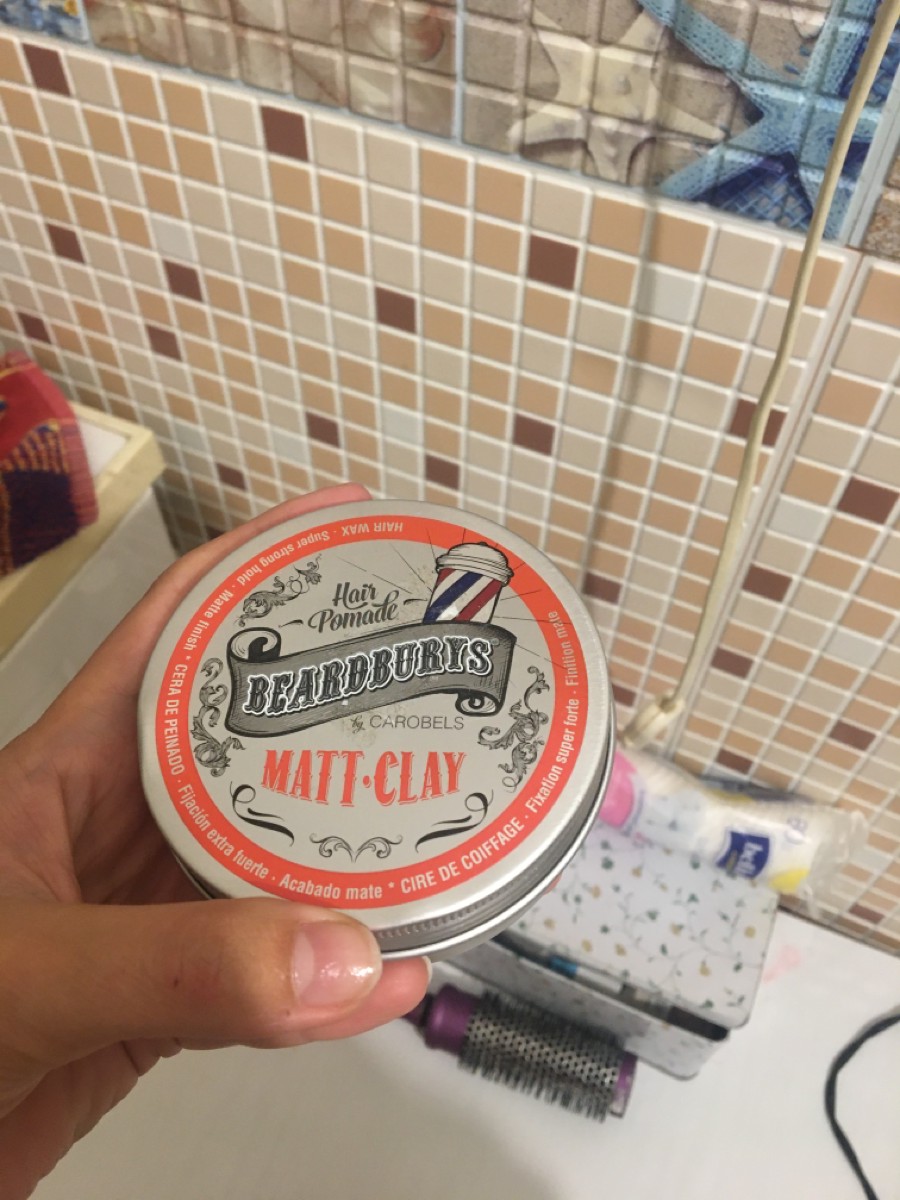 Hair
Pomade
BEARDBURYS
by CAROBELS
MATT·CLAY
HAIR WAX · Super strong hold · Matte finish * CERA DE PEINADO · Fijación extra fuerte · Acabado mate * CIRE DE COIFFAGE · Fixation super forte · Finition mate